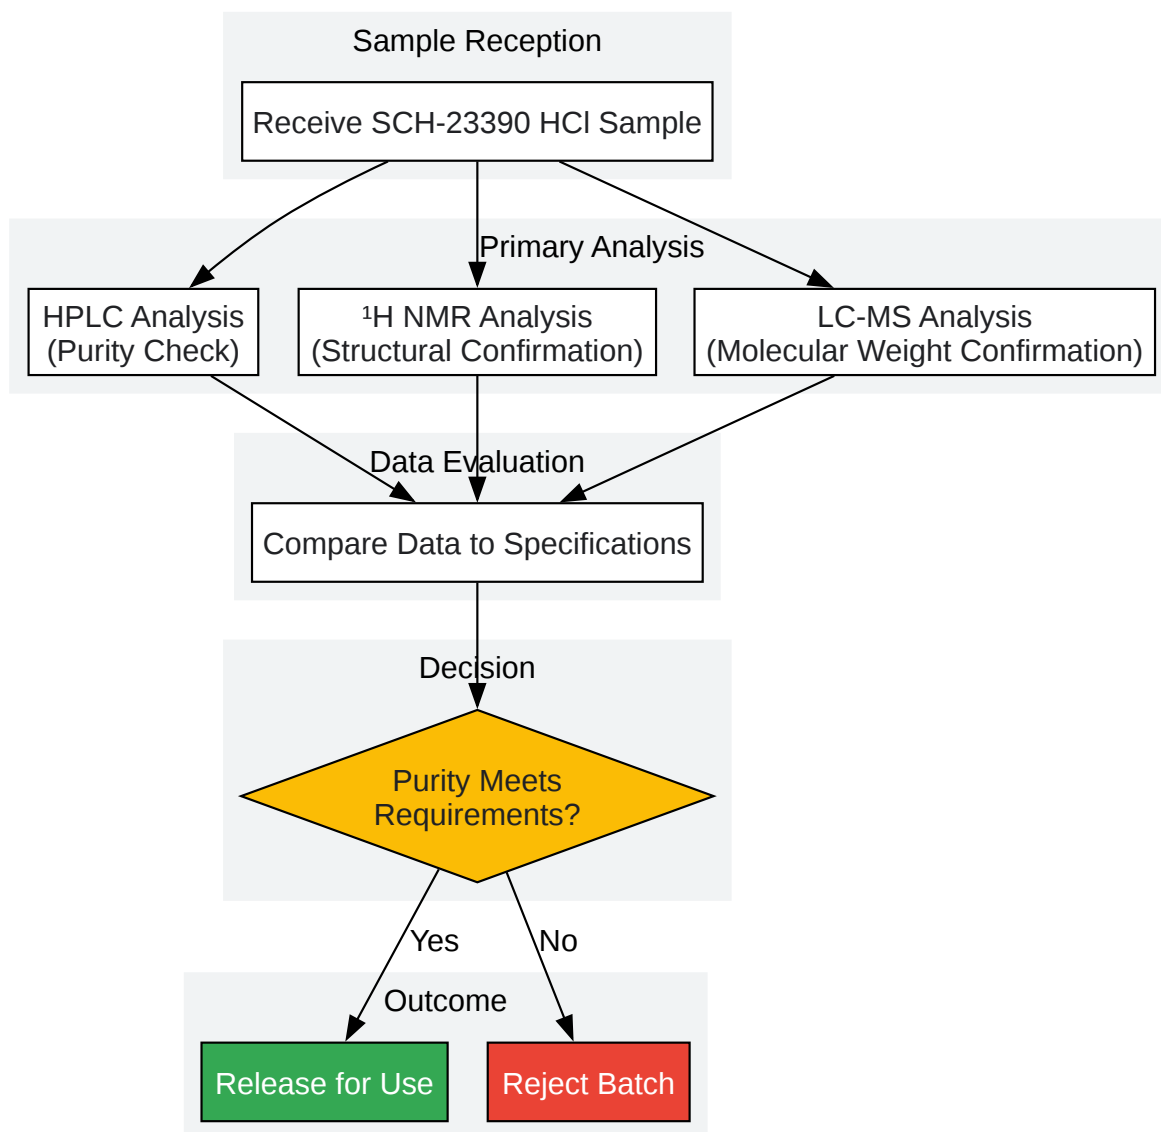 Sample Reception
Receive SCH-23390 HCl Sample
Primary Analysis
HPLC Analysis
(Purity Check)
¹H NMR Analysis
(Structural Confirmation)
LC-MS Analysis
(Molecular Weight Confirmation)
Data Evaluation
Compare Data to Specifications
Decision
Purity Meets
Requirements?
Yes
No
Outcome
Release for Use
Reject Batch